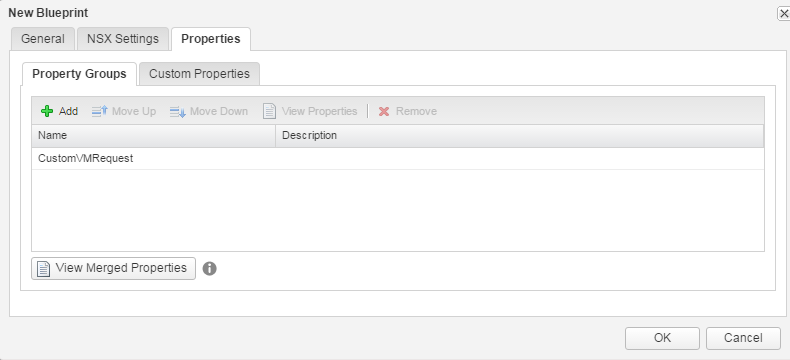 New Blueprint
General NSX Settings Properties
Property Groups Custom Properties
Add Move Up Move Down View Properties Remove
Name Description
CustomVMRequest
View Merged Properties
OK Cancel